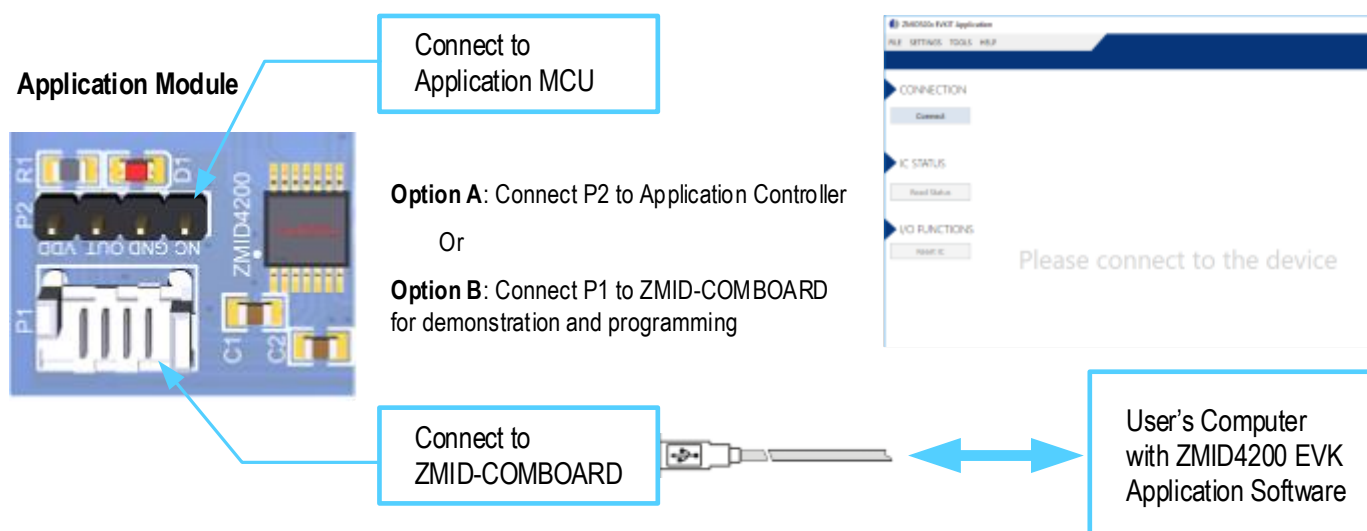 Connect to
Application MCU
Application Module
R1
D1
P2
VDD
OUT
GND
NC
ZMID4200
P1
C1
C2
Option A: Connect P2 to Application Controller
Or
Option B: Connect P1 to ZMID-COMBOARD
for demonstration and programming
Connect to
ZMID-COMBOARD
EVKIT Application
FILE SETTINGS TOOLS HELP
CONNECTION
Connect
IC STATUS
Read Status
I/O FUNCTIONS
Reset IC
Please connect to the device
User's Computer
with ZMID4200 EVK
Application Software